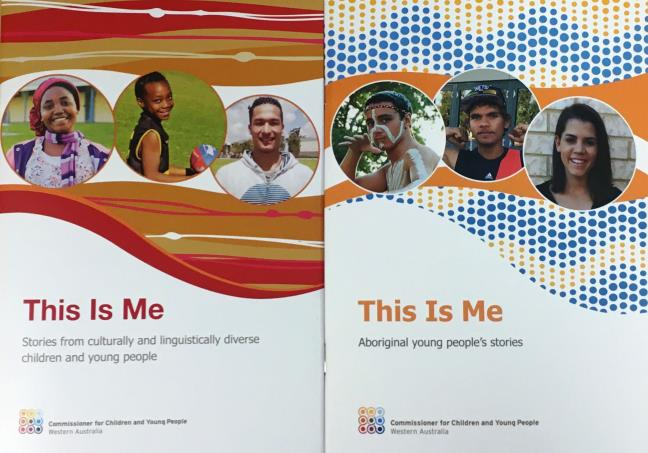 This Is Me
Stories from culturally and linguistically diverse
children and young people
Commissioner for Children and Young People
Western Australia
This Is Me
Aboriginal young people's stories
Commissioner for Children and Young People
Western Australia